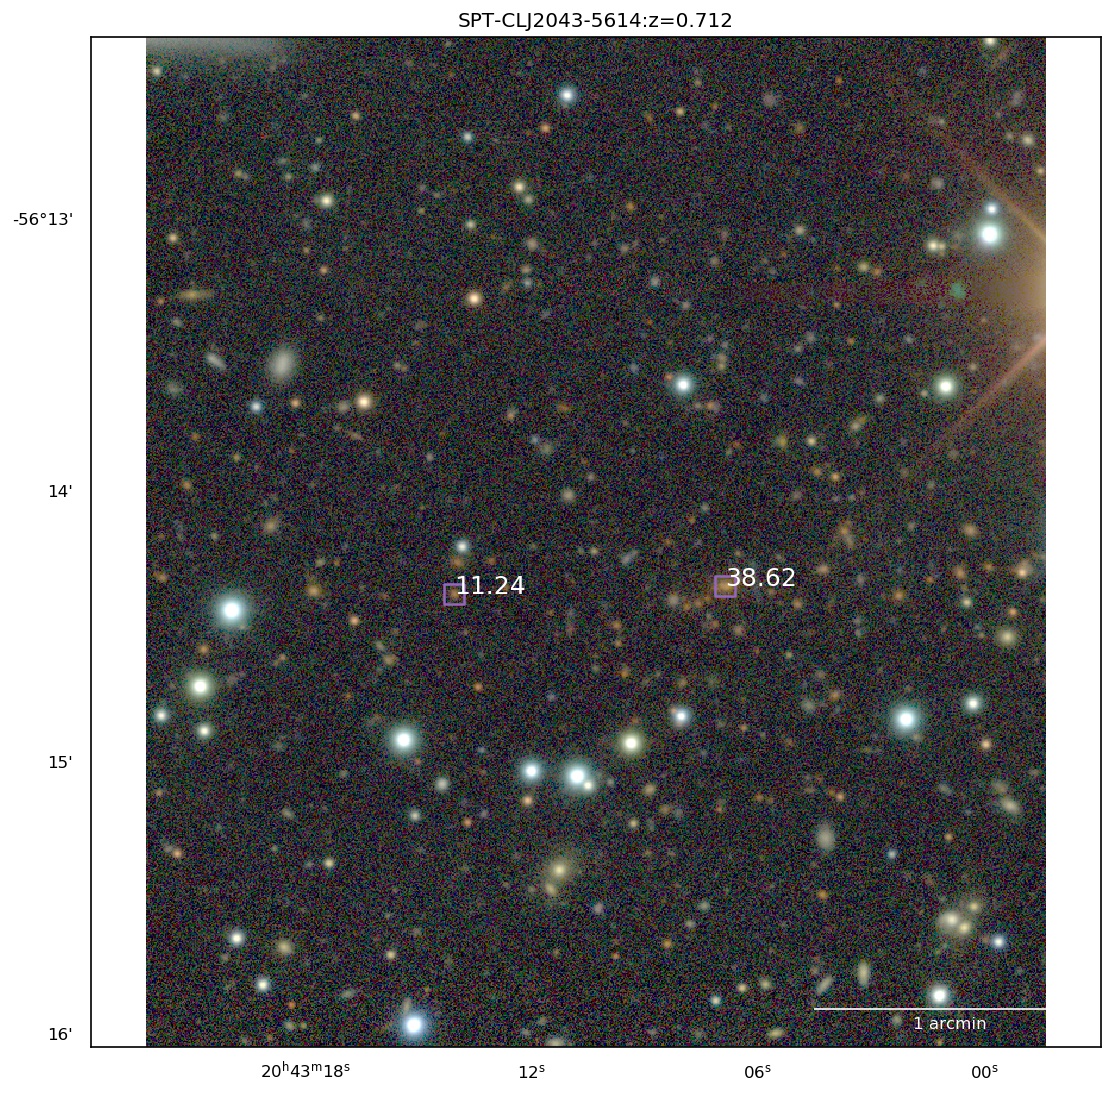 SPT-CLJ2043-5614:z=0.712
-56°13'
14'
11.24
38.62
15'
1 arcmin
16'
20ʰ43ᵐ18ˢ
12ˢ
06ˢ
00ˢ